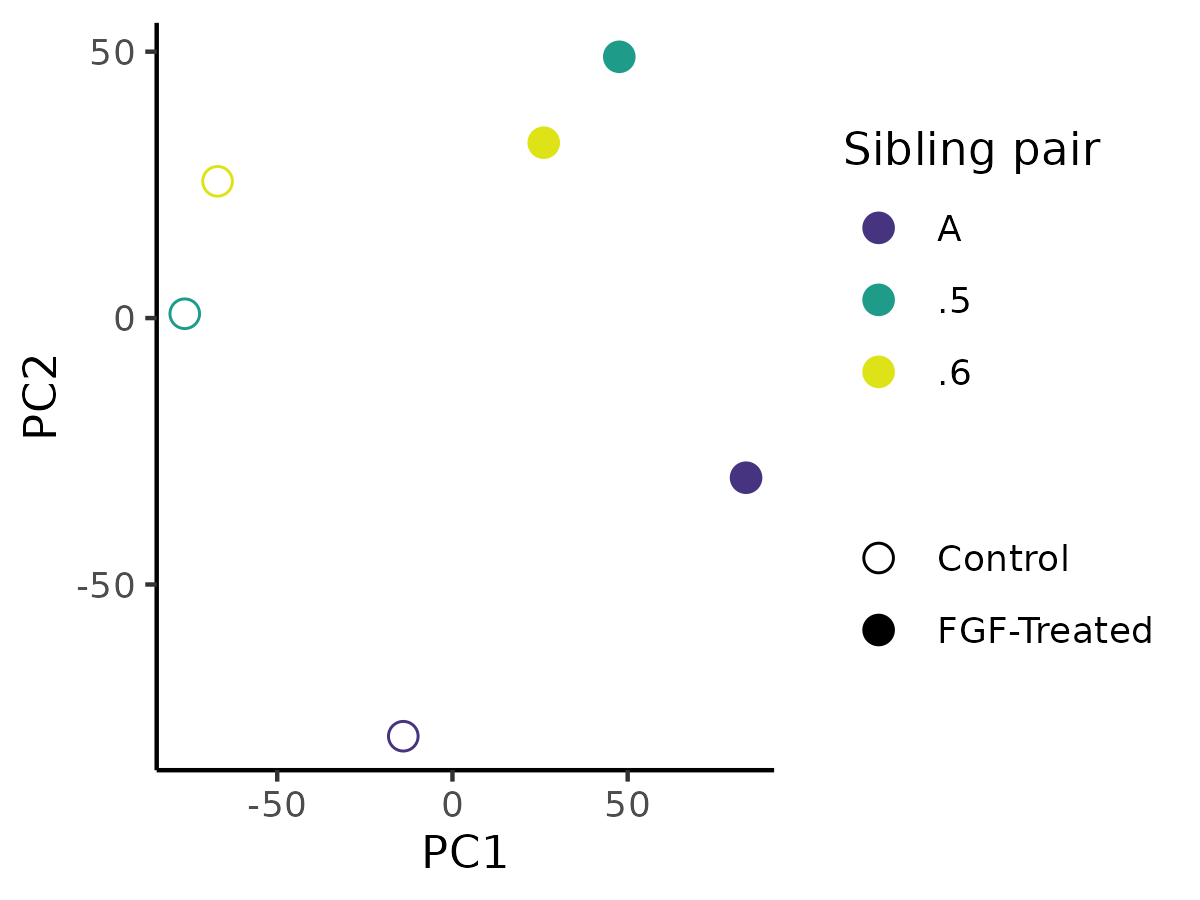 50
0
-50
PC2
-50 0 50
PC1
Sibling pair
A
.5
.6
Control
FGF-Treated